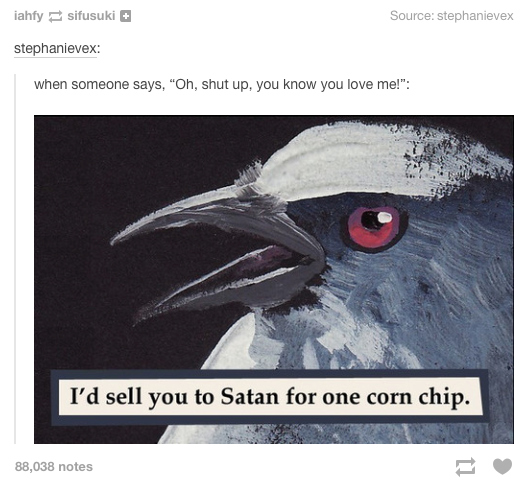 iahfy sifusuki Source: stephanievex
stephanievex:
when someone says, “Oh, shut up, you know you love me!”:
I’d sell you to Satan for one corn chip.
88,038 notes